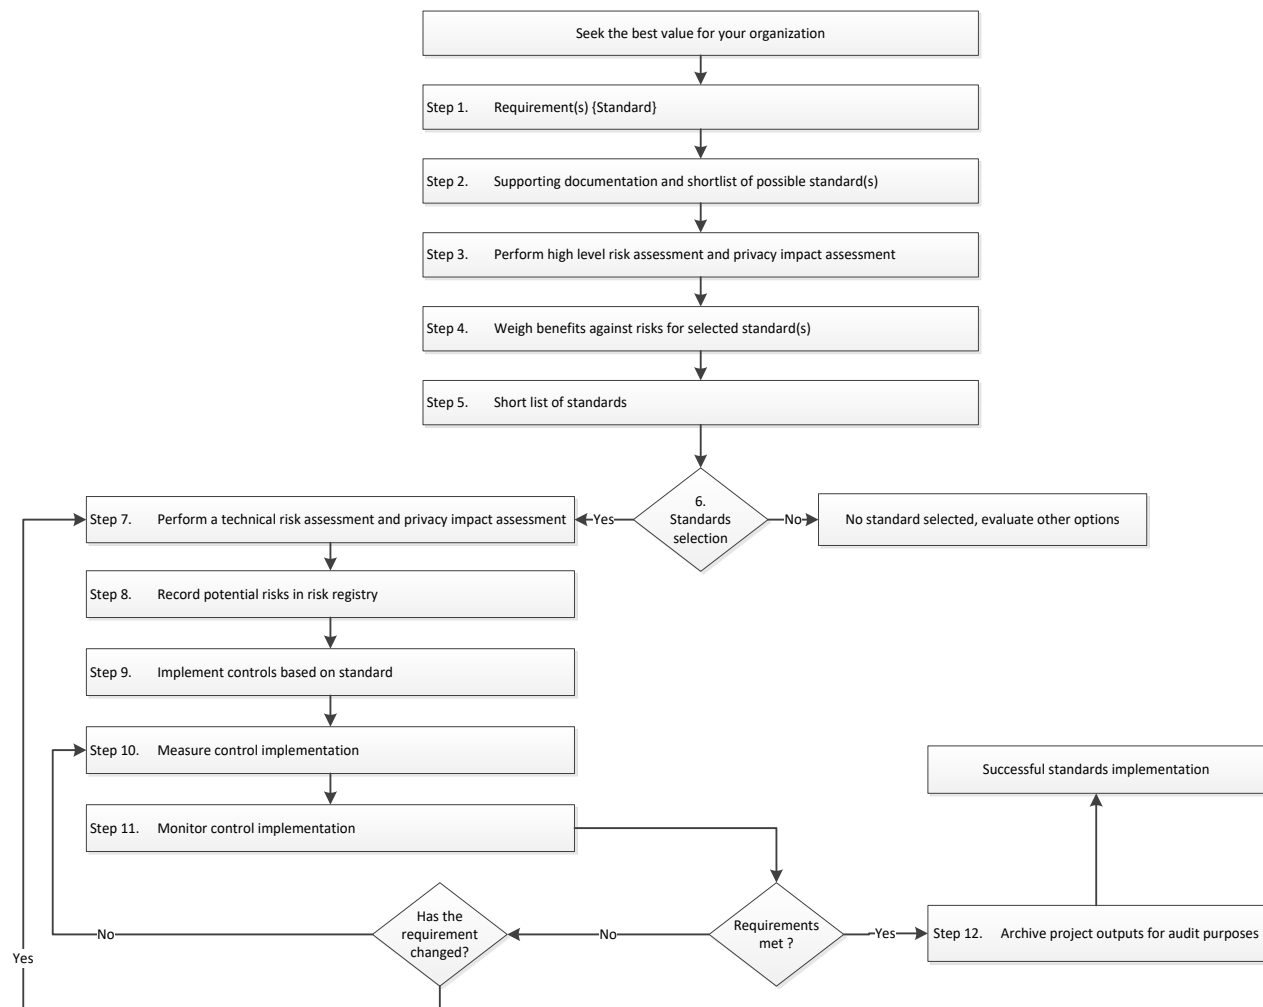 Seek the best value for your organization
Step 1. Requirement(s) {Standard}
Step 2. Supporting documentation and shortlist of possible standard(s)
Step 3. Perform high level risk assessment and privacy impact assessment
Step 4. Weigh benefits against risks for selected standard(s)
Step 5. Short list of standards
6.
Standards
selection
Yes
No
No standard selected, evaluate other options
Step 7. Perform a technical risk assessment and privacy impact assessment
Step 8. Record potential risks in risk registry
Step 9. Implement controls based on standard
Step 10. Measure control implementation
Step 11. Monitor control implementation
Requirements
met ?
No
Yes
Has the
requirement
changed?
No
Yes
Step 12. Archive project outputs for audit purposes
Successful standards implementation